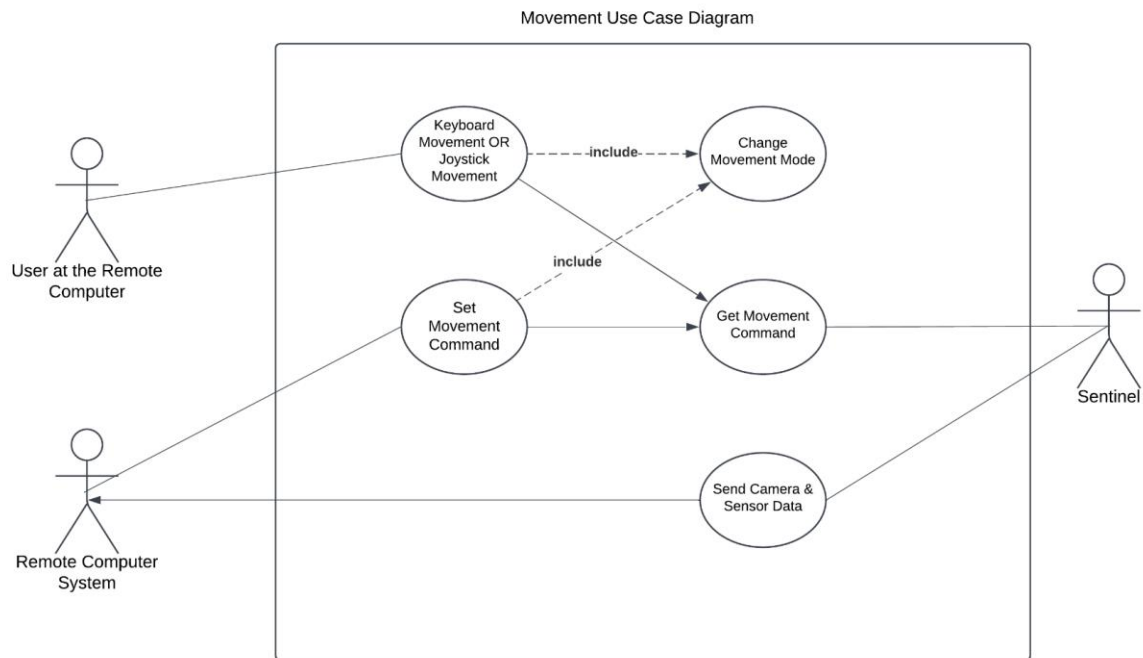 Movement Use Case Diagram
Keyboard
Movement OR
Joystick
Movement
include
Change
Movement Mode
User at the Remote
Computer
include
Set
Movement
Command
Get Movement
Command
Sentinel
Send Camera &
Sensor Data
Remote Computer
System